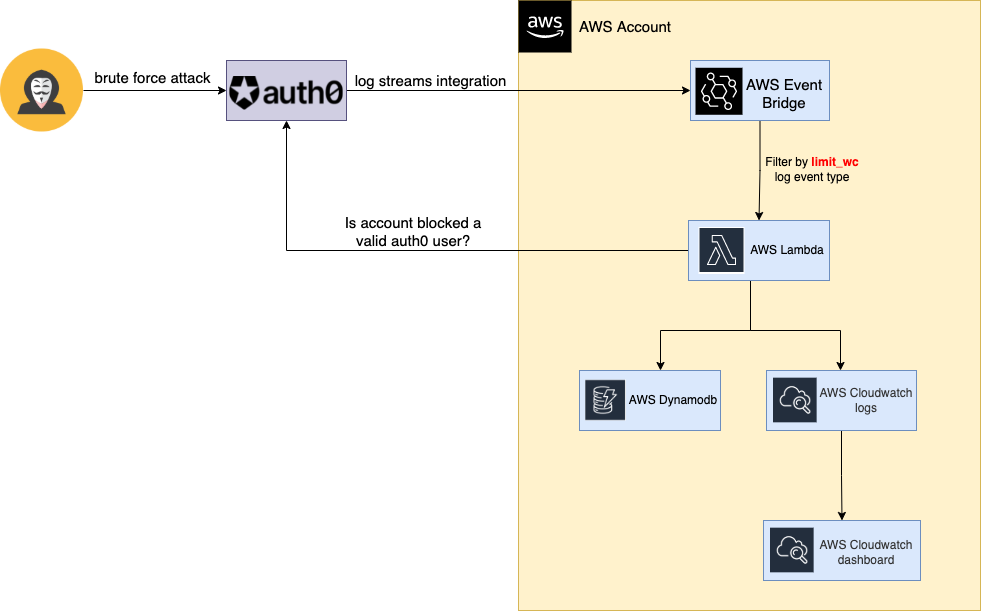 aws
AWS Account
brute force attack
auth0
log streams integration
AWS Event
Bridge
Filter by limit_wc
log event type
Is account blocked a
valid auth0 user?
AWS Lambda
AWS Dynamodb
AWS Cloudwatch
logs
AWS Cloudwatch
dashboard